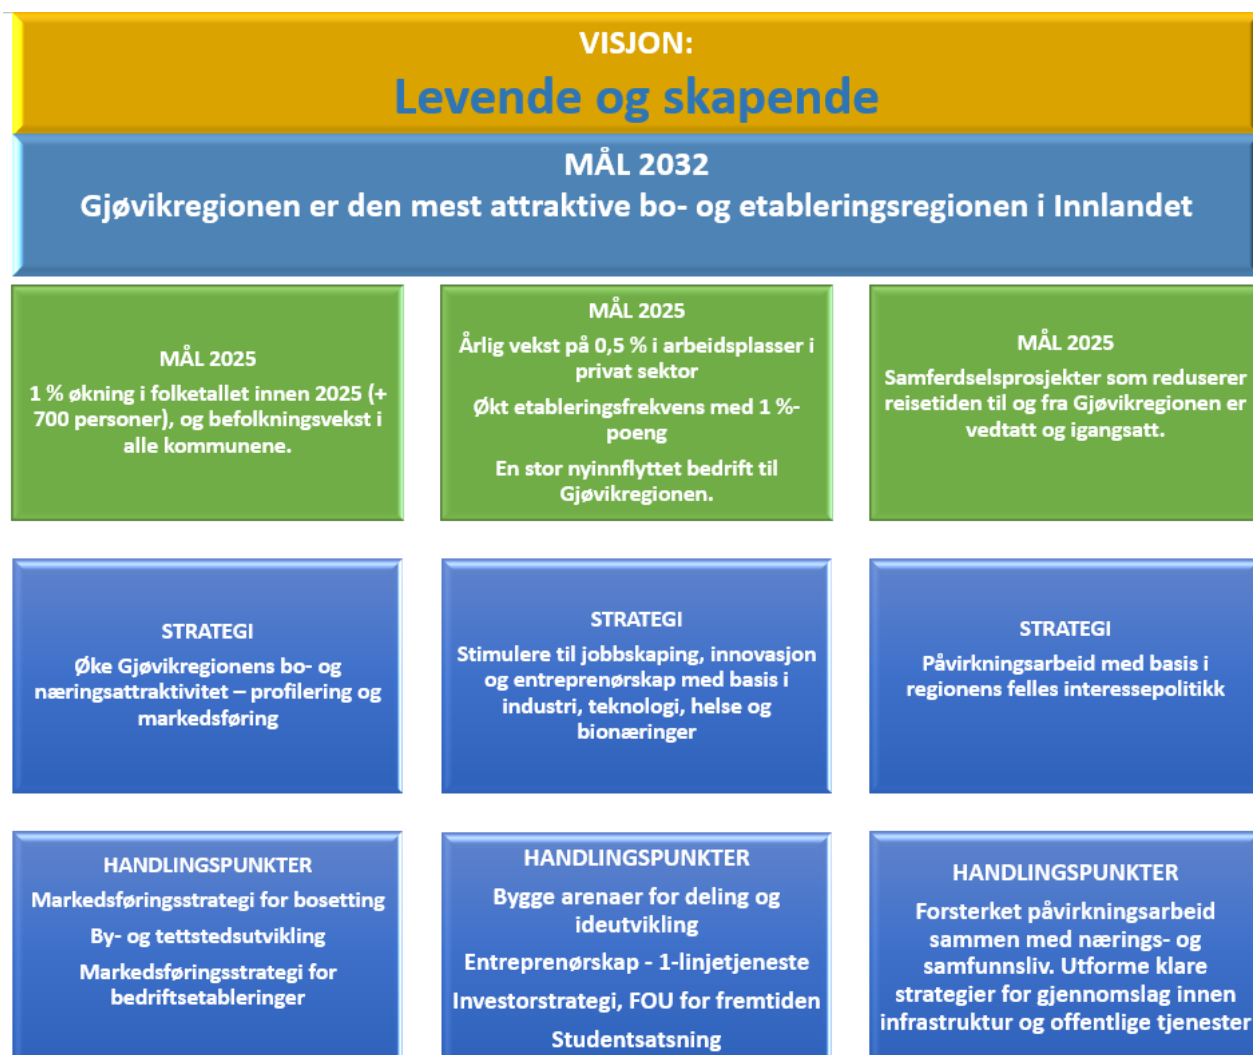 VISJON:
Levende og skapende
MÅL 2032
Gjøvikregionen er den mest attraktive bo- og etableringsregionen i Innlandet
MÅL 2025
1 % økning i folketallet innen 2025 (+
700 personer), og befolkningsvekst i
alle kommunene.
MÅL 2025
Årlig vekst på 0,5 % i arbeidsplasser i
privat sektor
Økt etableringsfrekvens med 1 %-
poeng
En stor nyinnflyttet bedrift til
Gjøvikregionen.
MÅL 2025
Samferdselsprosjekter som reduserer
reisetiden til og fra Gjøvikregionen er
vedtatt og igangsatt.
STRATEGI
Øke Gjøvikregionens bo- og
næringsattraktivitet – profilering og
markedsføring
STRATEGI
Stimulere til jobbskaping, innovasjon
og entreprenørskap med basis i
industri, teknologi, helse og
bionæringer
STRATEGI
Påvirkningsarbeid med basis i
regionens felles interessepolitikk
HANDLINGSPUNKTER
Markedsføringsstrategi for bosetting
By- og tettstedsutvikling
Markedsføringsstrategi for
bedriftsetableringer
HANDLINGSPUNKTER
Bygge arenaer for deling og
ideutvikling
Entreprenørskap - 1-linjetjeneste
Investorstrategi, FOU for fremtiden
Studentsatsning
HANDLINGSPUNKTER
Forsterket påvirkningsarbeid
sammen med nærings- og
samfunnsliv. Utforme klare
strategier for gjennomslag innen
infrastruktur og offentlige tjenester